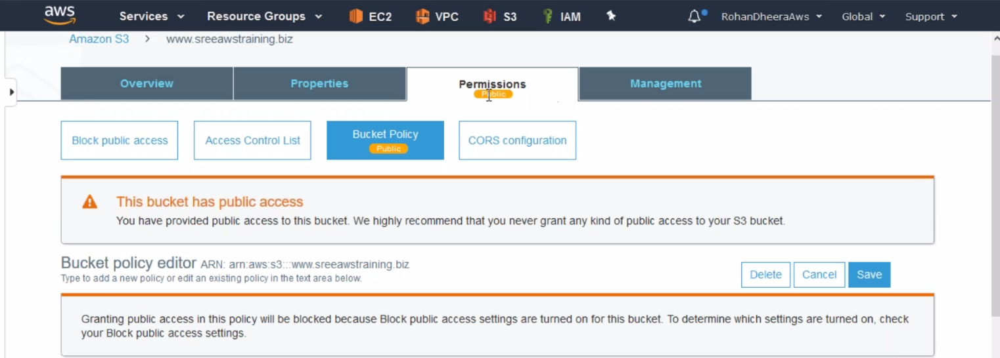 aws Services Resource Groups EC2 VPC S3 IAM RohanDheeraAws Global Support
Amazon S3 > www.sreeawstraining.biz
Overview Properties Permissions Management
Public
Block public access Access Control List Bucket Policy CORS configuration
Public
This bucket has public access
You have provided public access to this bucket. We highly recommend that you never grant any kind of public access to your S3 bucket.
Bucket policy editor ARN: arn:aws:s3:::www.sreeawstraining.biz
Type to add a new policy or edit an existing policy in the text area below.
Delete Cancel Save
Granting public access in this policy will be blocked because Block public access settings are turned on for this bucket. To determine which settings are turned on, check
your Block public access settings.